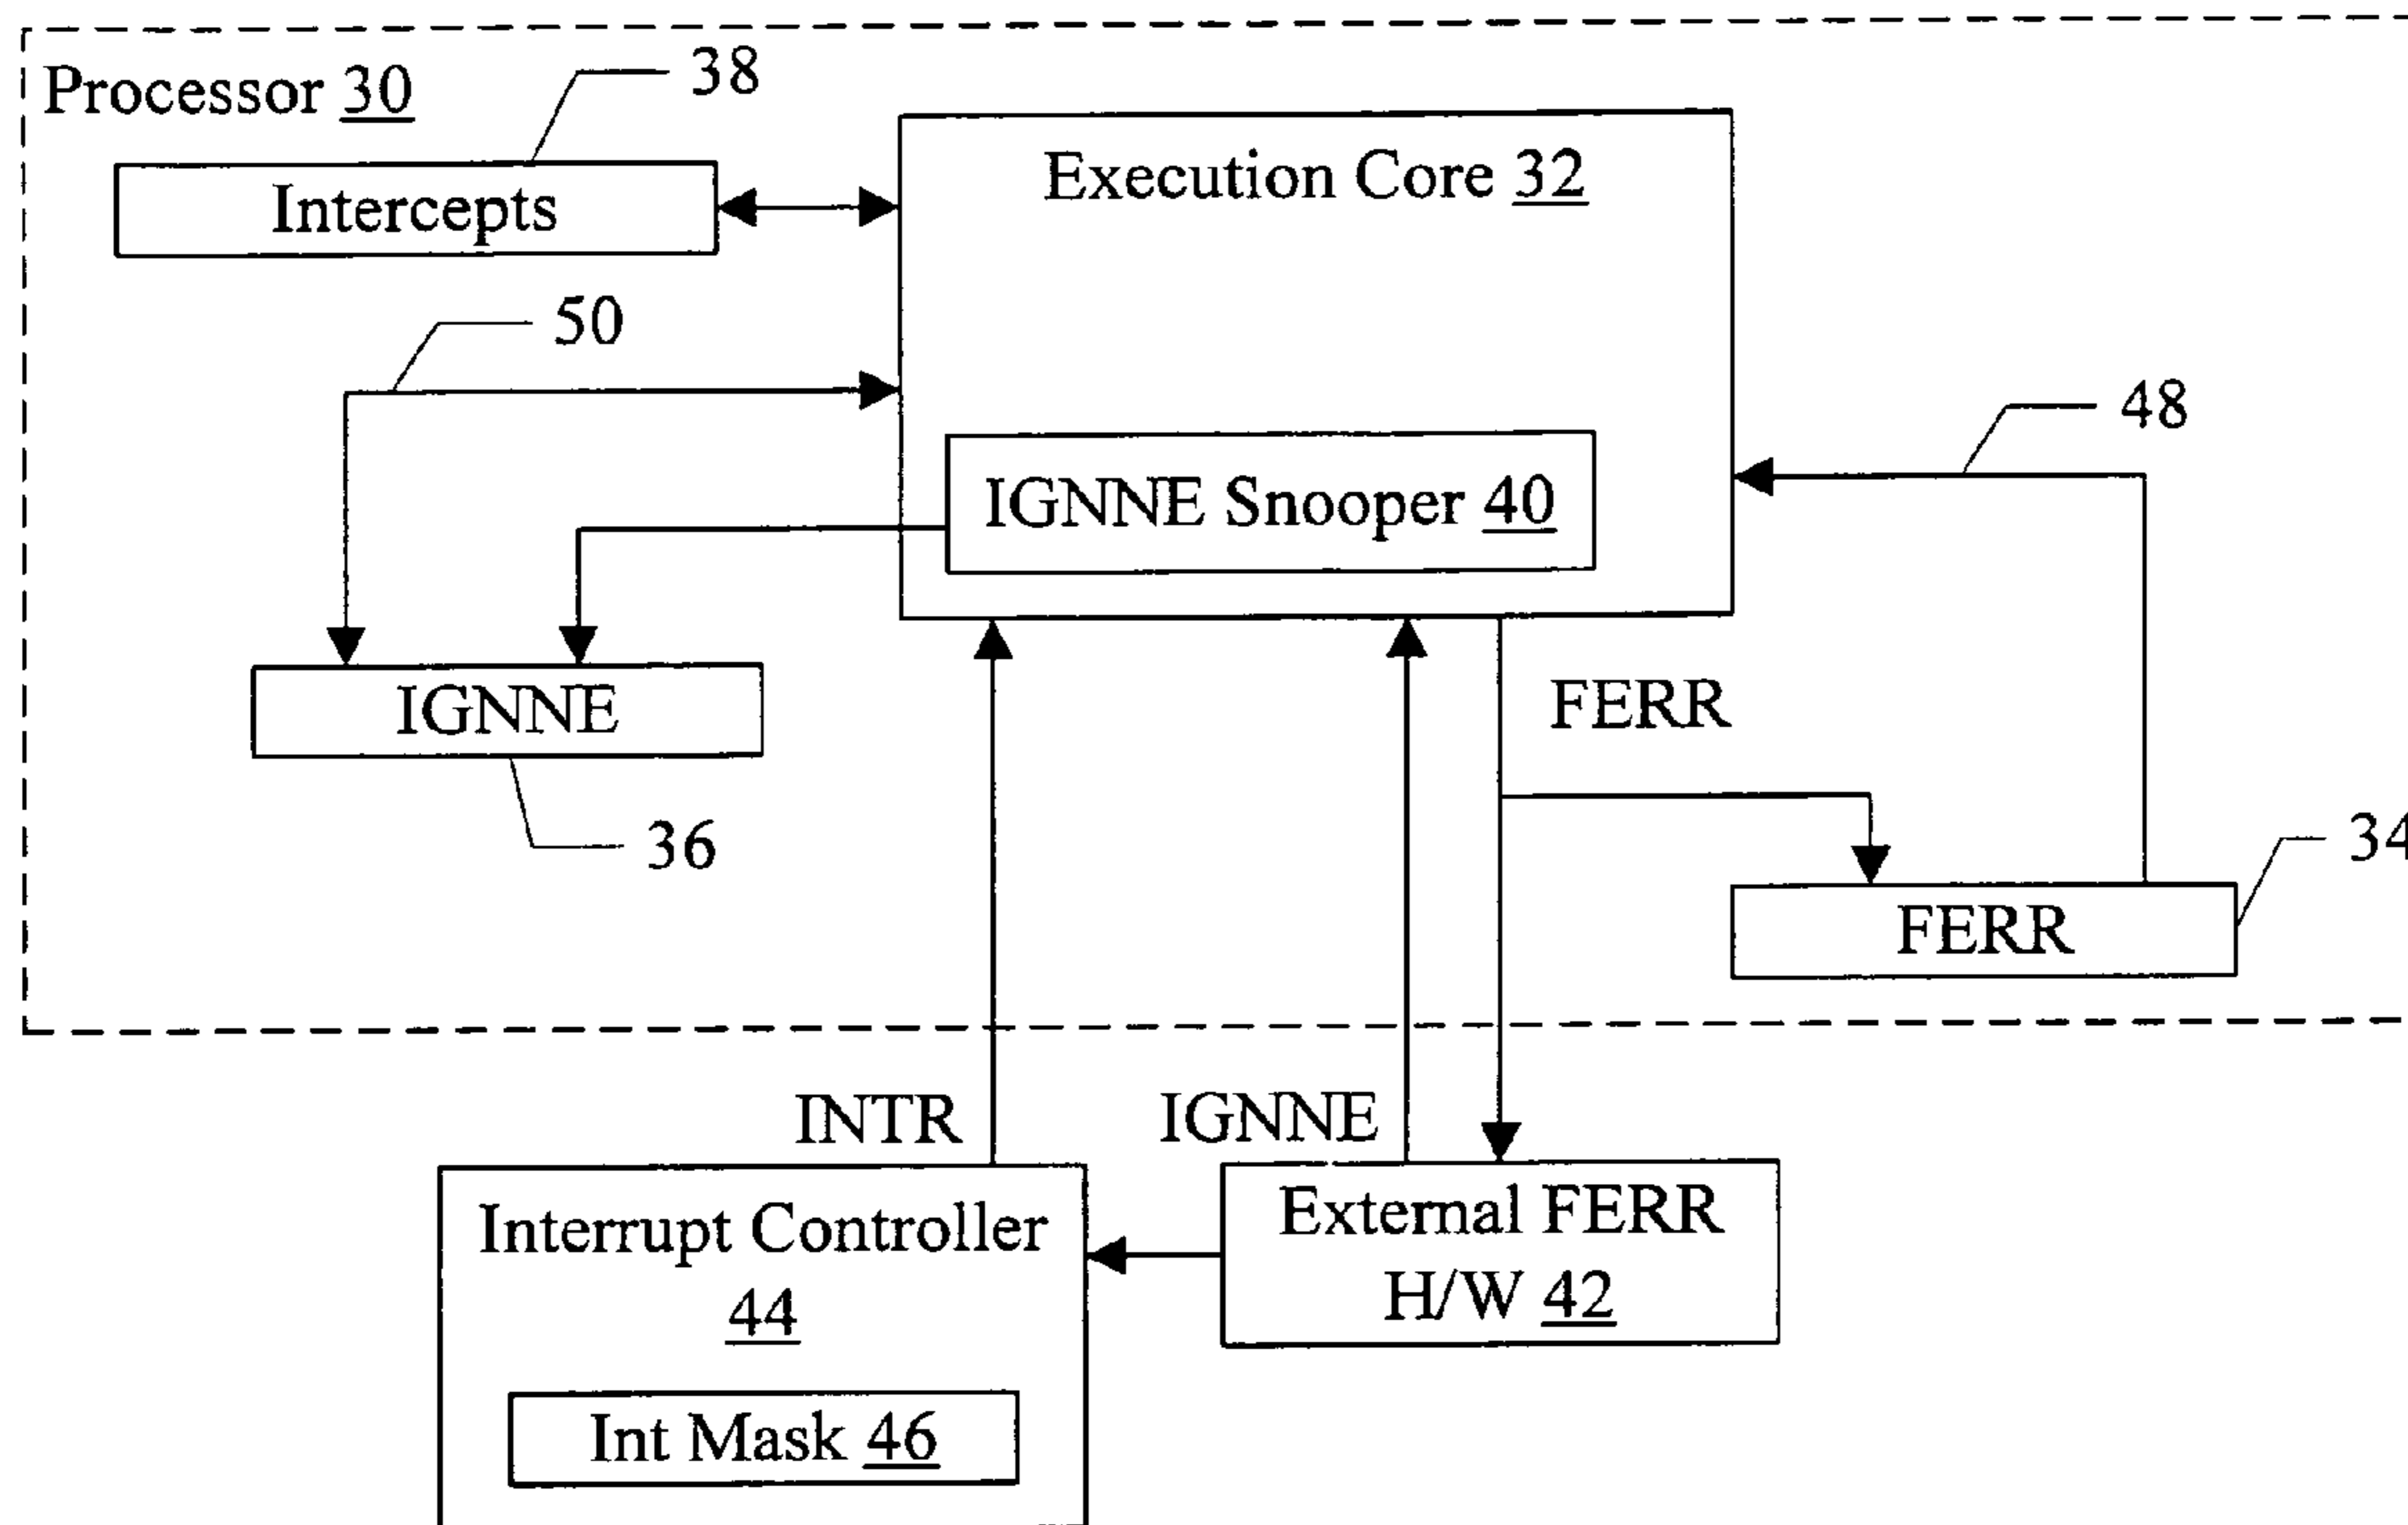 Processor 30
38
Intercepts
Execution Core 32
50
48
IGNNE Snooper 40
IGNNE
FERR
36
34
FERR
INTR
IGNNE
Interrupt Controller
44
External FERR
H/W 42
Int Mask 46